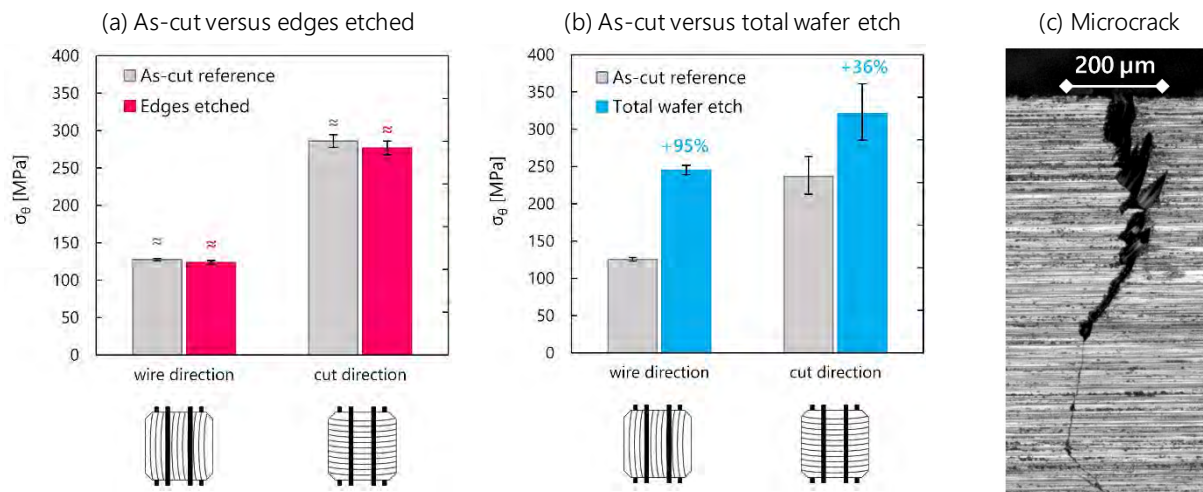 (a) As-cut versus edges etched
400
350
300
250
200
150
100
50
0
σθ [MPa]
As-cut reference
Edges etched
≈
≈
≈
≈
wire direction
cut direction
(b) As-cut versus total wafer etch
400
350
300
250
200
150
100
50
0
σθ [MPa]
As-cut reference
Total wafer etch
+95%
+36%
wire direction
cut direction
(c) Microcrack
200 μm